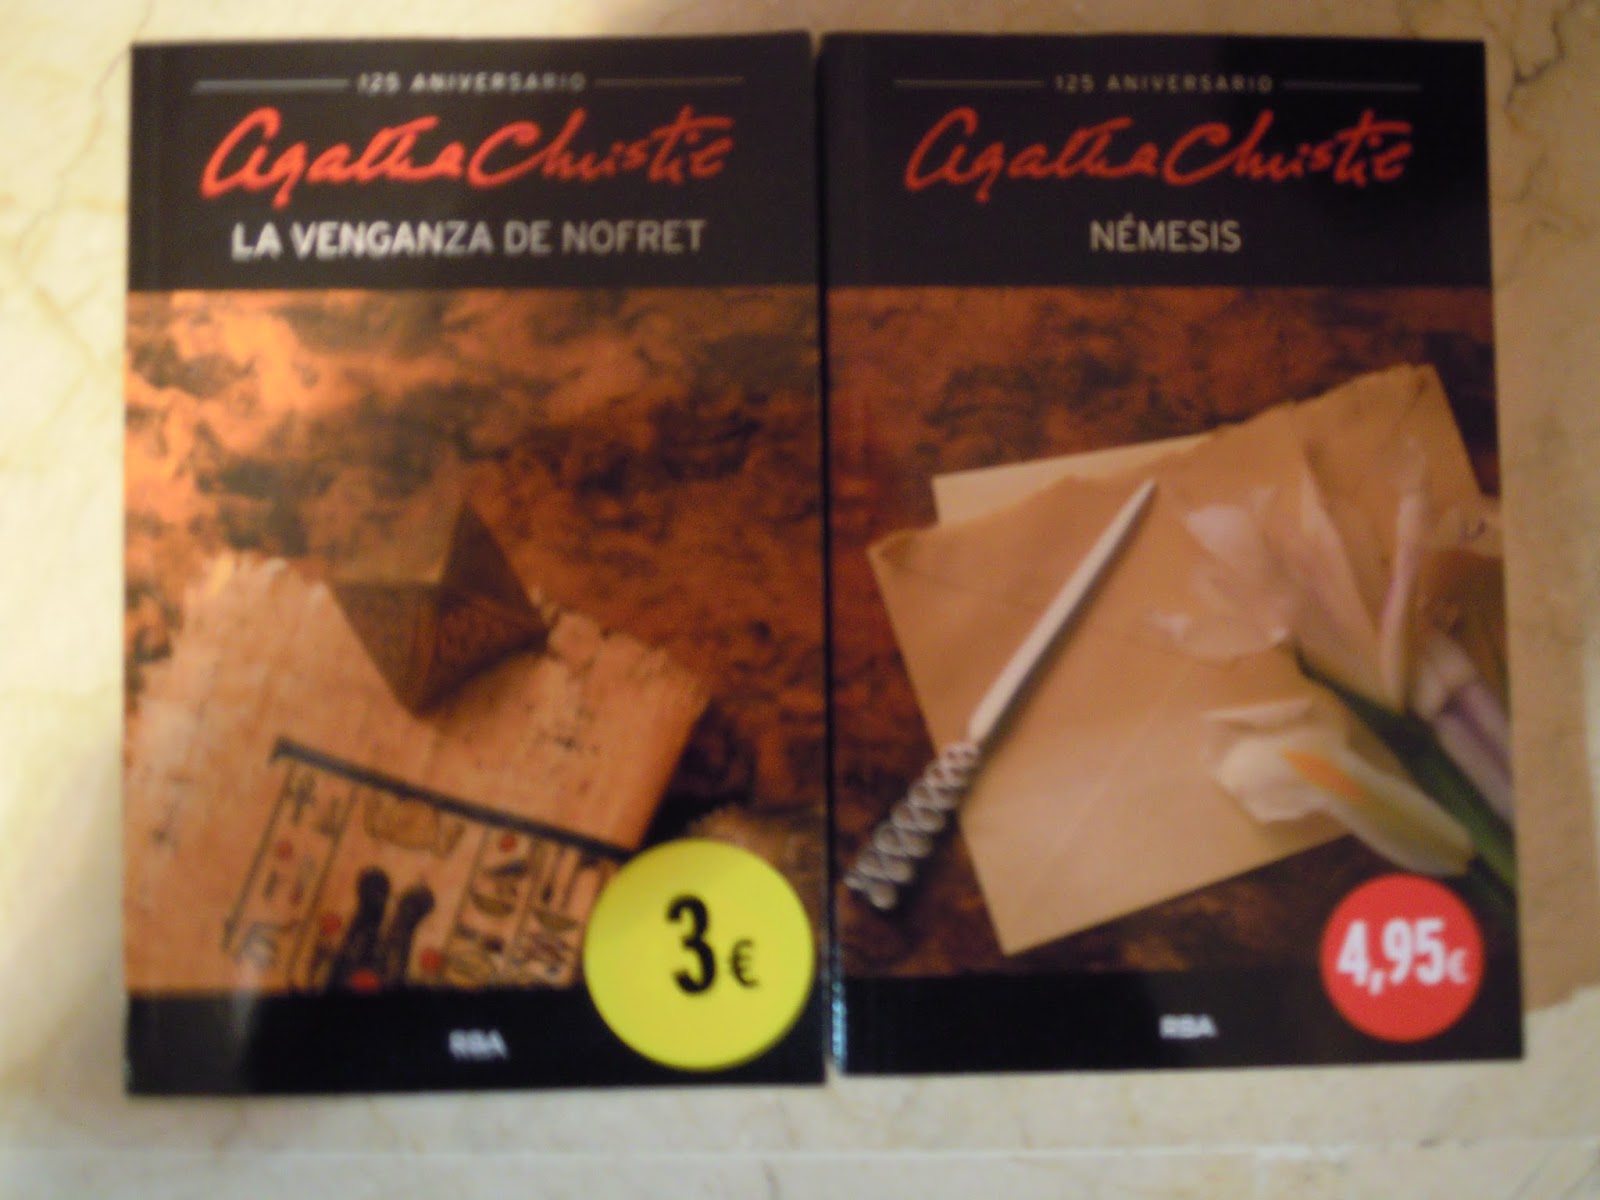 125 ANIVERSARIO
Agatha Christie
LA VENGANZA DE NOFRET
3€
RBA
125 ANIVERSARIO
Agatha Christie
NÉMESIS
4,95€
RBA